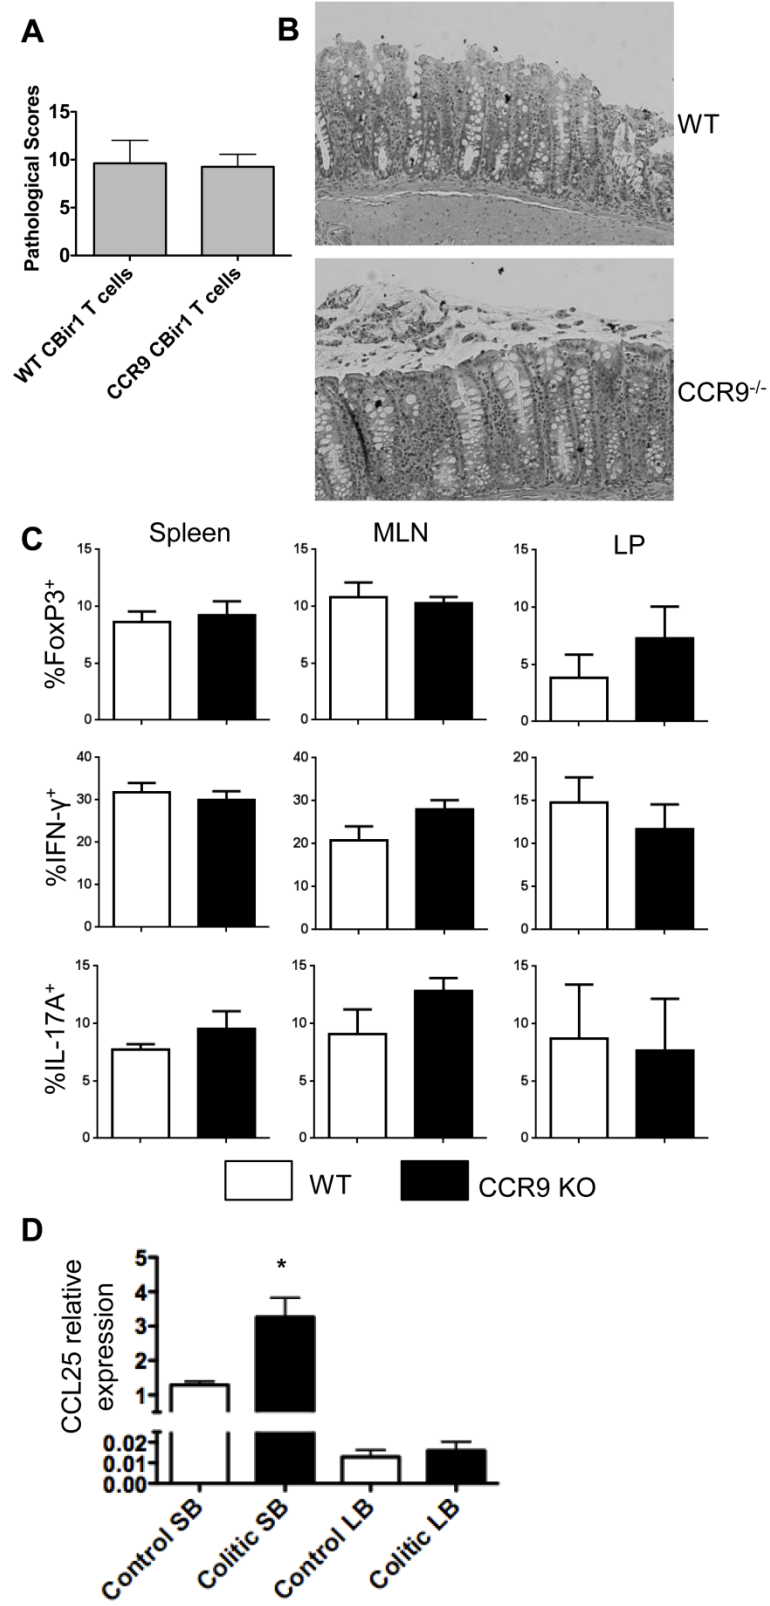 A
Pathological Scores
15
10
5
0
WT CBir1 T cells
CCR9 CBir1 T cells
B
WT
CCR9-/-
C
Spleen
MLN
LP
%FoxP3+
15
10
5
0
15
10
5
0
15
10
5
0
%IFN-γ+
40
30
20
10
0
40
30
20
10
0
20
15
10
5
0
%IL-17A+
15
10
5
0
15
10
5
0
15
10
5
0
WT
CCR9 KO
D
CCL25 relative
expression
5
4
3
2
1
0.02
0.01
0.00
*
Control SB
Colitic SB
Control LB
Colitic LB